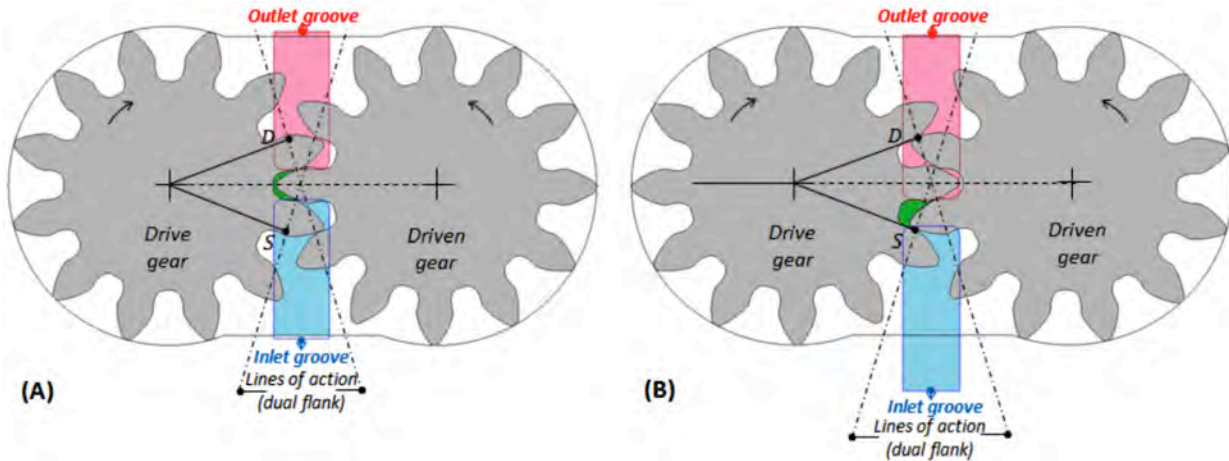 Outlet groove
D
Drive
gear
S
Driven
gear
Inlet groove
Lines of action
(dual flank)
(A)
Outlet groove
D
Drive
gear
S
Driven
gear
Inlet groove
Lines of action
(dual flank)
(B)